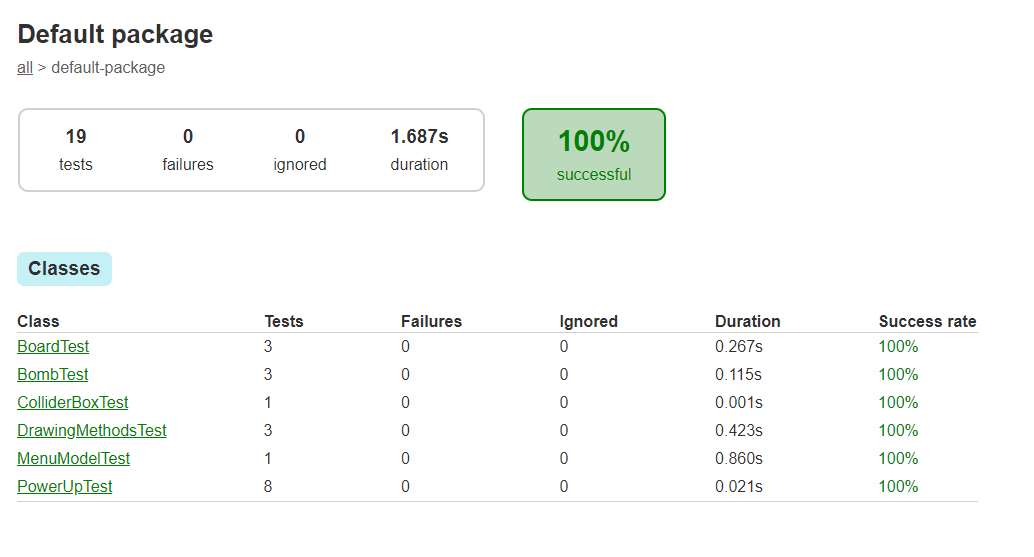 Default package
all > default-package
19 0 0 1.687s
tests failures ignored duration
100%
successful
Classes
Class Tests Failures Ignored Duration Success rate
BoardTest 3 0 0 0.267s 100%
BombTest 3 0 0 0.115s 100%
ColliderBoxTest 1 0 0 0.001s 100%
DrawingMethodsTest 3 0 0 0.423s 100%
MenuModelTest 1 0 0 0.860s 100%
PowerUpTest 8 0 0 0.021s 100%